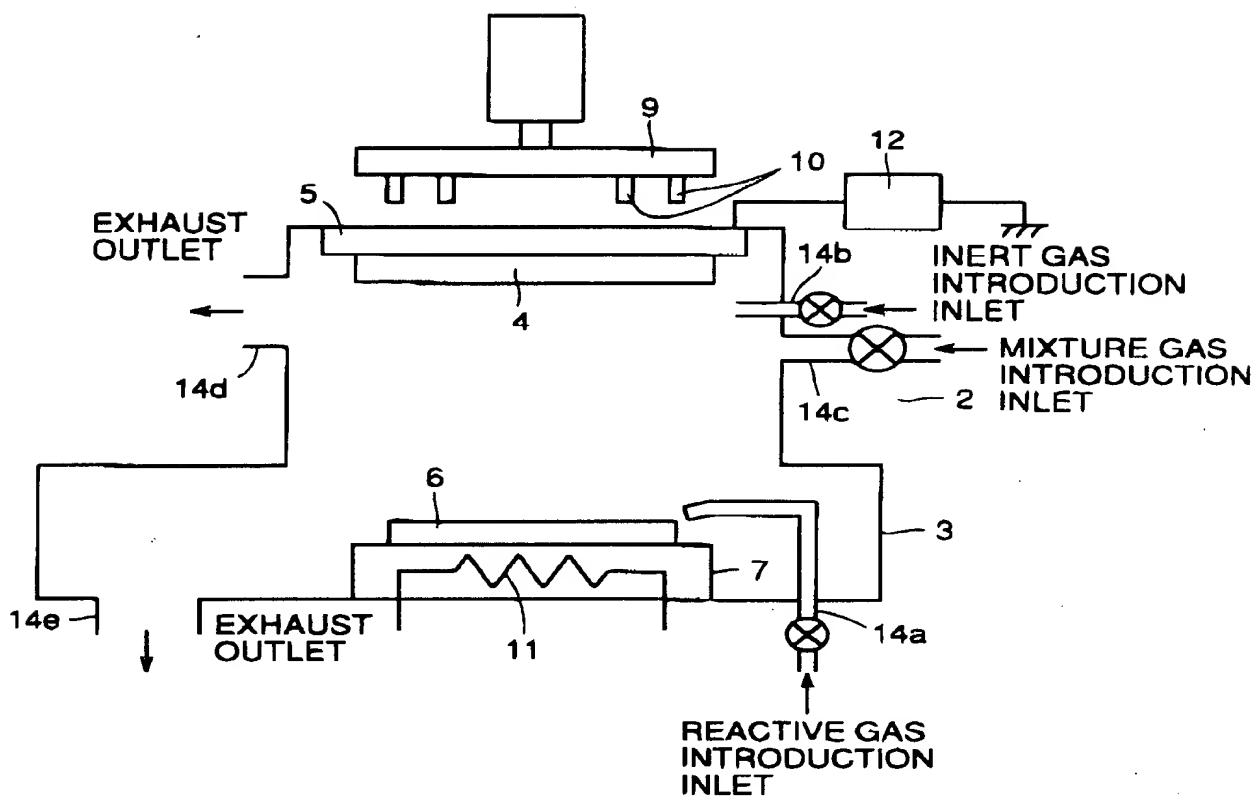 9
10
12
5
EXHAUST
OUTLET
14b
INERT GAS
INTRODUCTION
INLET
4
MIXTURE GAS
INTRODUCTION
INLET
14d
14c
2
6
3
7
14e
EXHAUST
OUTLET
11
14a
REACTIVE GAS
INTRODUCTION
INLET